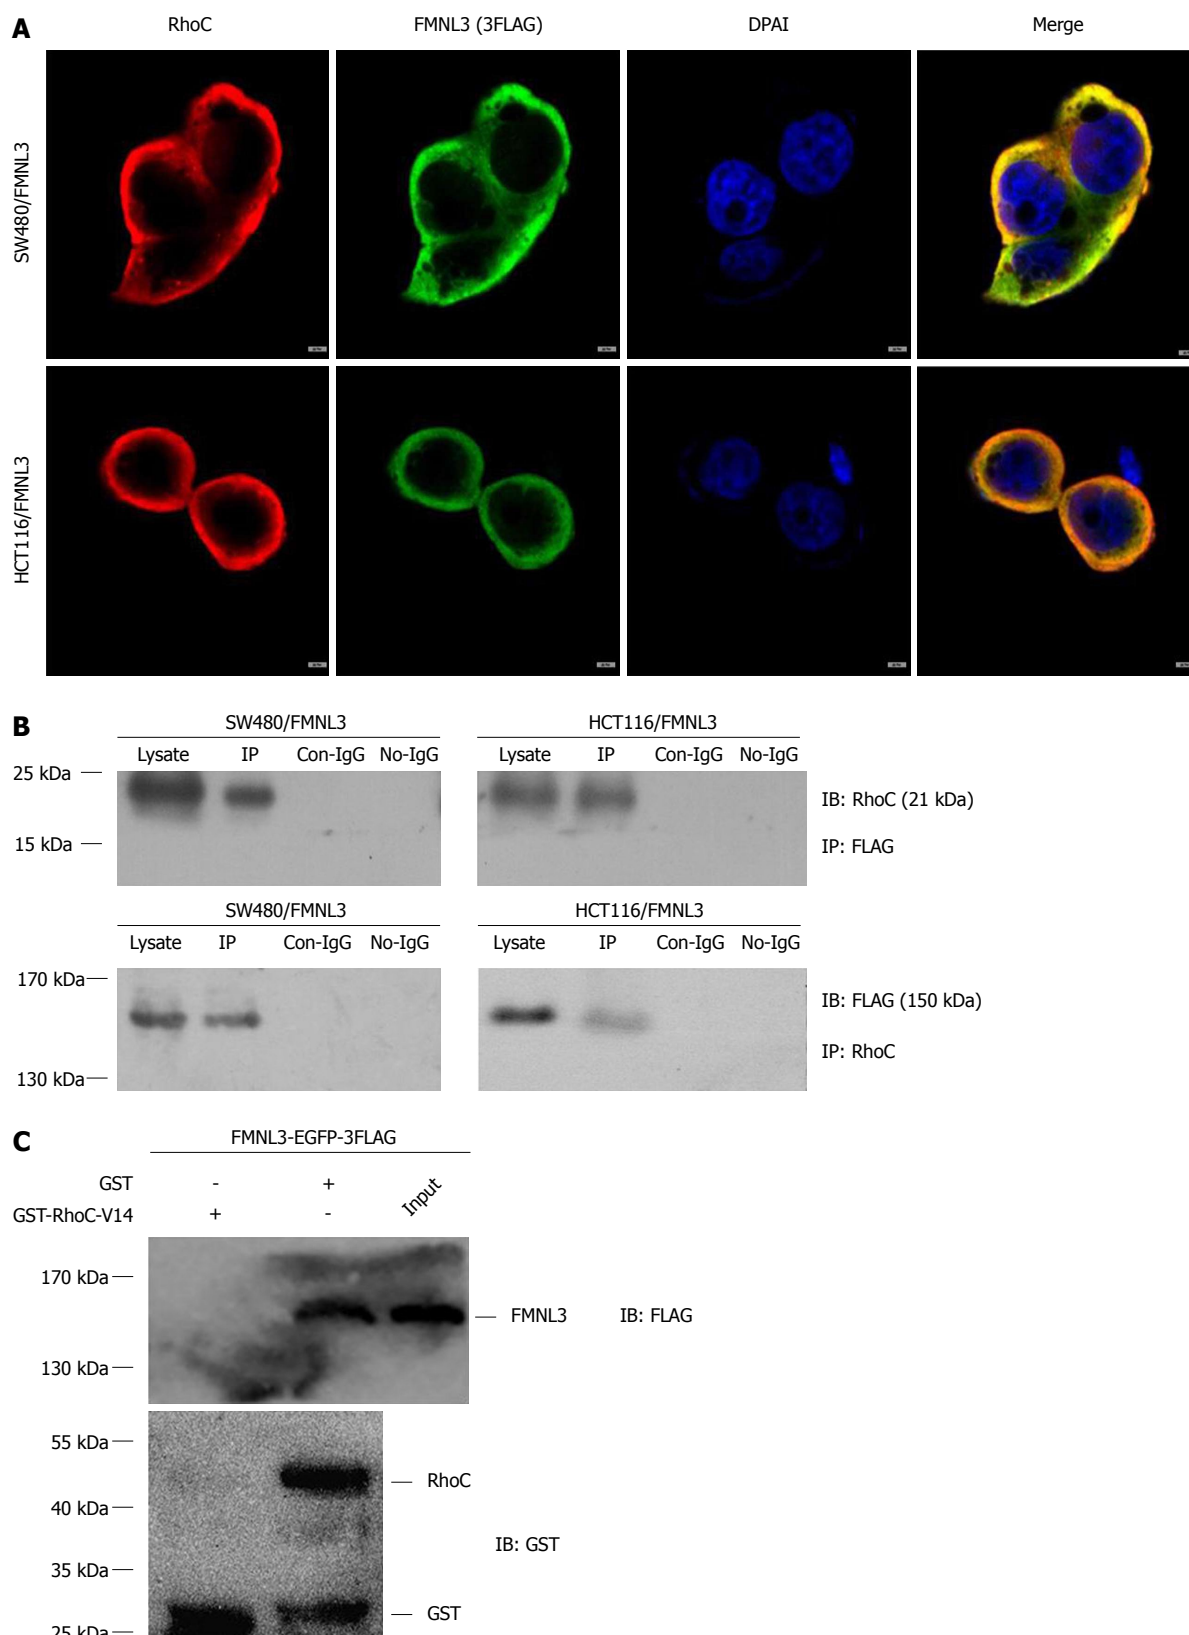 A
RhoC FMNL3 (3FLAG) DPAI Merge
SW480/FMNL3
HCT116/FMNL3
B
SW480/FMNL3 HCT116/FMNL3
Lysate IP Con-IgG No-IgG Lysate IP Con-IgG No-IgG
25 kDa
IB: RhoC (21 kDa)
15 kDa
IP: FLAG
SW480/FMNL3 HCT116/FMNL3
Lysate IP Con-IgG No-IgG Lysate IP Con-IgG No-IgG
170 kDa
IB: FLAG (150 kDa)
IP: RhoC
130 kDa
C
FMNL3-EGFP-3FLAG
GST - + Input
GST-RhoC-V14 + -
170 kDa
FMNL3 IB: FLAG
130 kDa
55 kDa
RhoC
40 kDa
IB: GST
35 kDa
GST
25 kDa